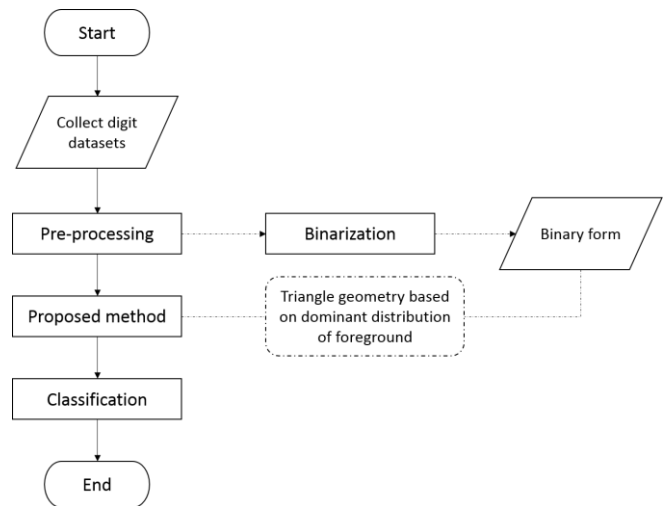 Start
Collect digit
datasets
Pre-processing
Binarization
Binary form
Proposed method
Triangle geometry based
on dominant distribution
of foreground
Classification
End